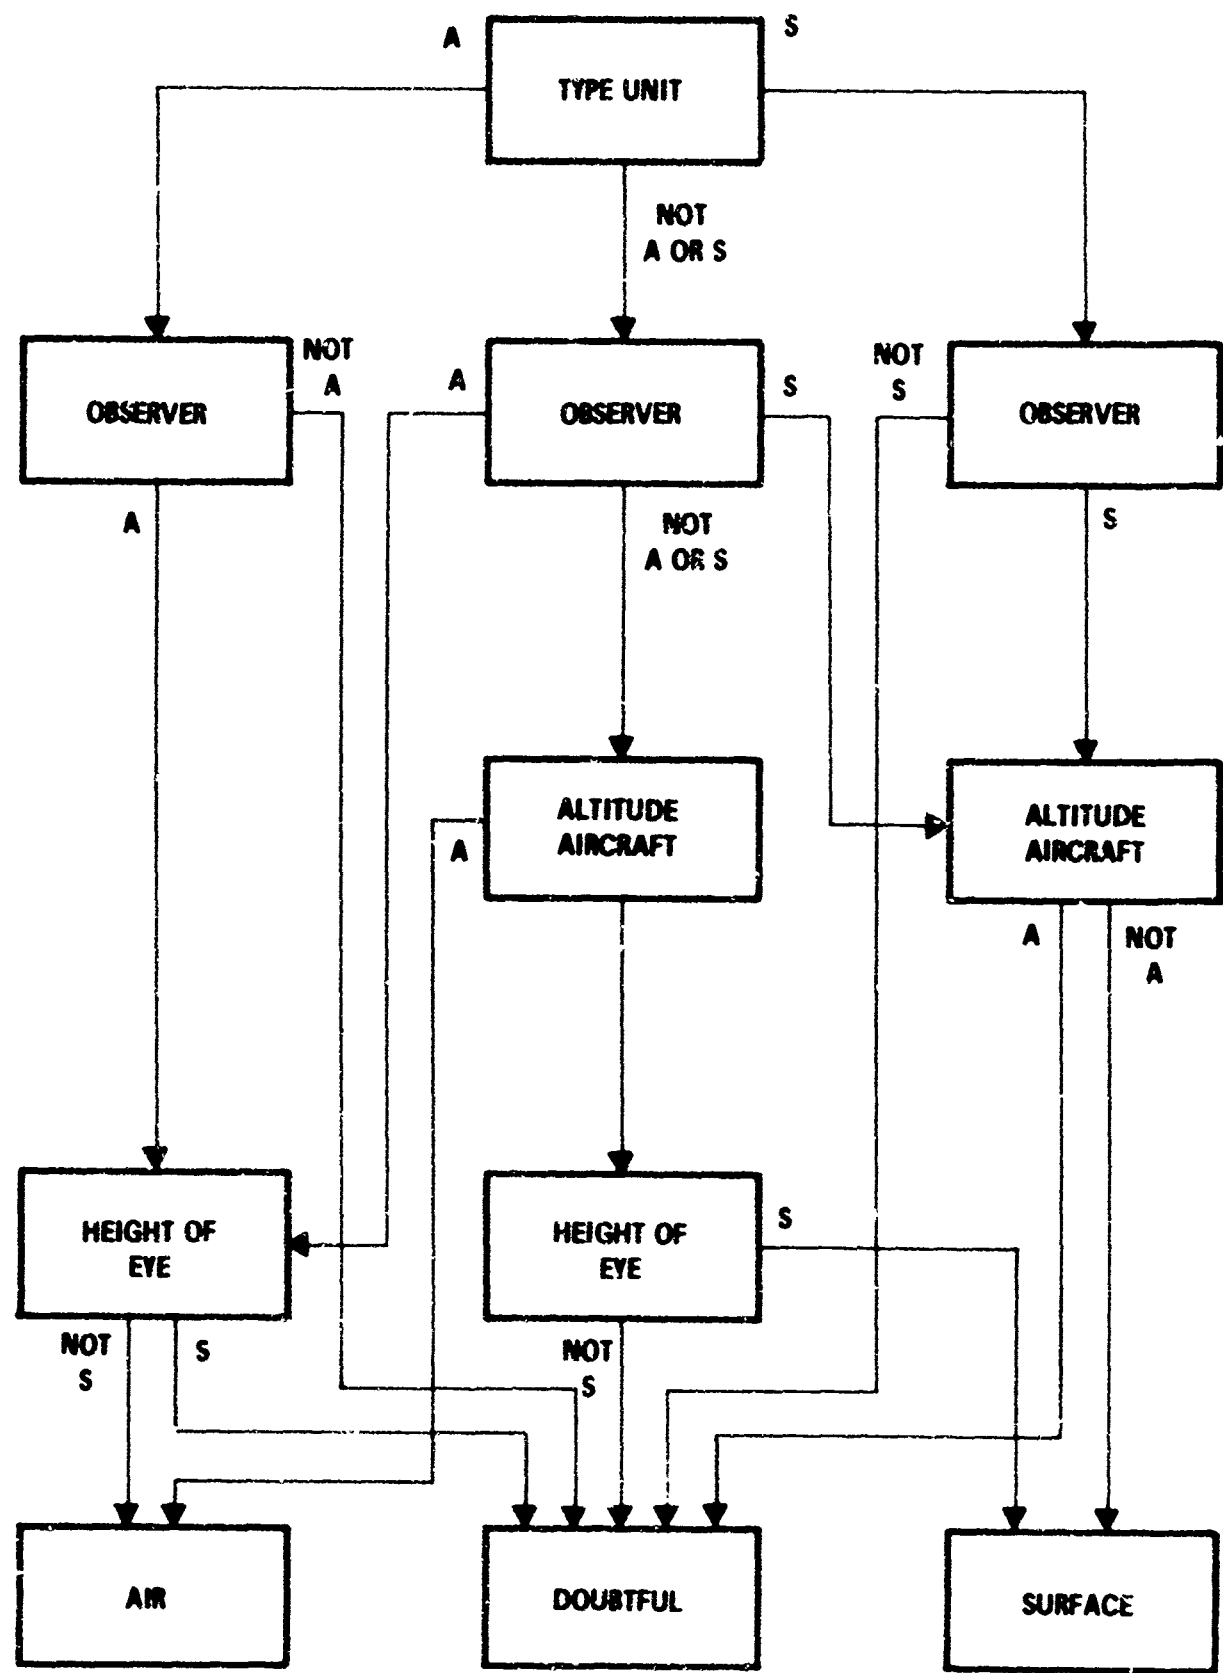 A
S
TYPE UNIT
NOT
A OR S
NOT
A
A
S
NOT
S
OBSERVER
OBSERVER
OBSERVER
A
NOT
A OR S
S
ALTITUDE
AIRCRAFT
A
ALTITUDE
AIRCRAFT
A
NOT
A
HEIGHT OF
EYE
HEIGHT OF
EYE
S
NOT
S
S
NOT
S
AIR
DOUBTFUL
SURFACE